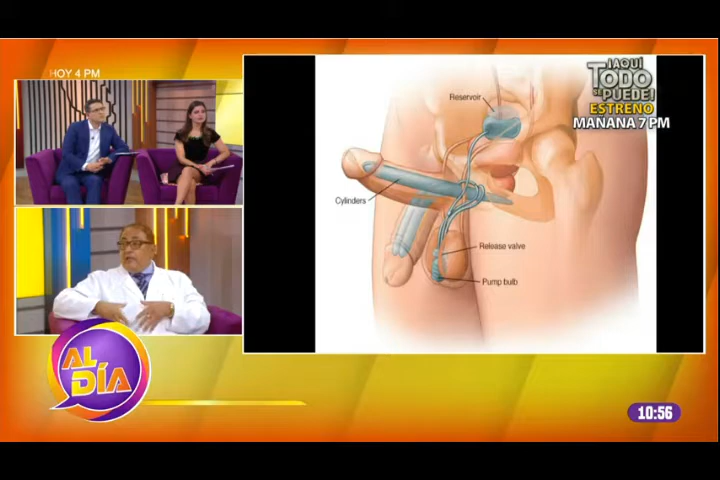 HOY 4 PM
¡AQUÍ
TODO
SE PUEDE!
ESTRENO
MAÑANA 7 PM
Reservoir
Cylinders
Release valve
Pump bulb
AL
DÍA
10:56